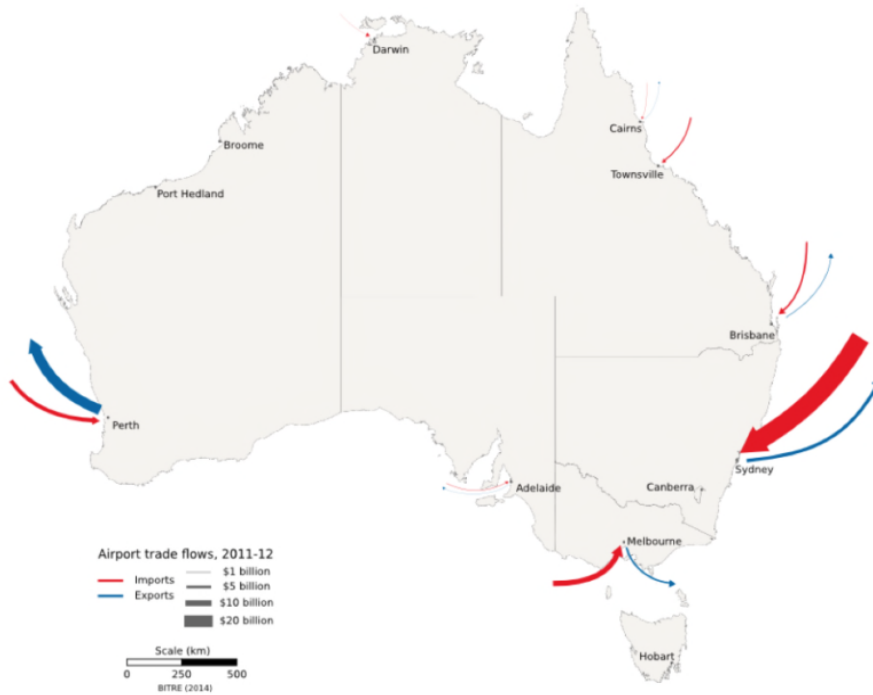 Darwin
Cairns
Broome
Townsville
Port Hedland
Brisbane
Perth
Sydney
Adelaide
Canberra
Melbourne
Airport trade flows, 2011-12
Imports
Exports
$1 billion
$5 billion
$10 billion
$20 billion
Scale (km)
0 250 500
BITRE (2014)
Hobart